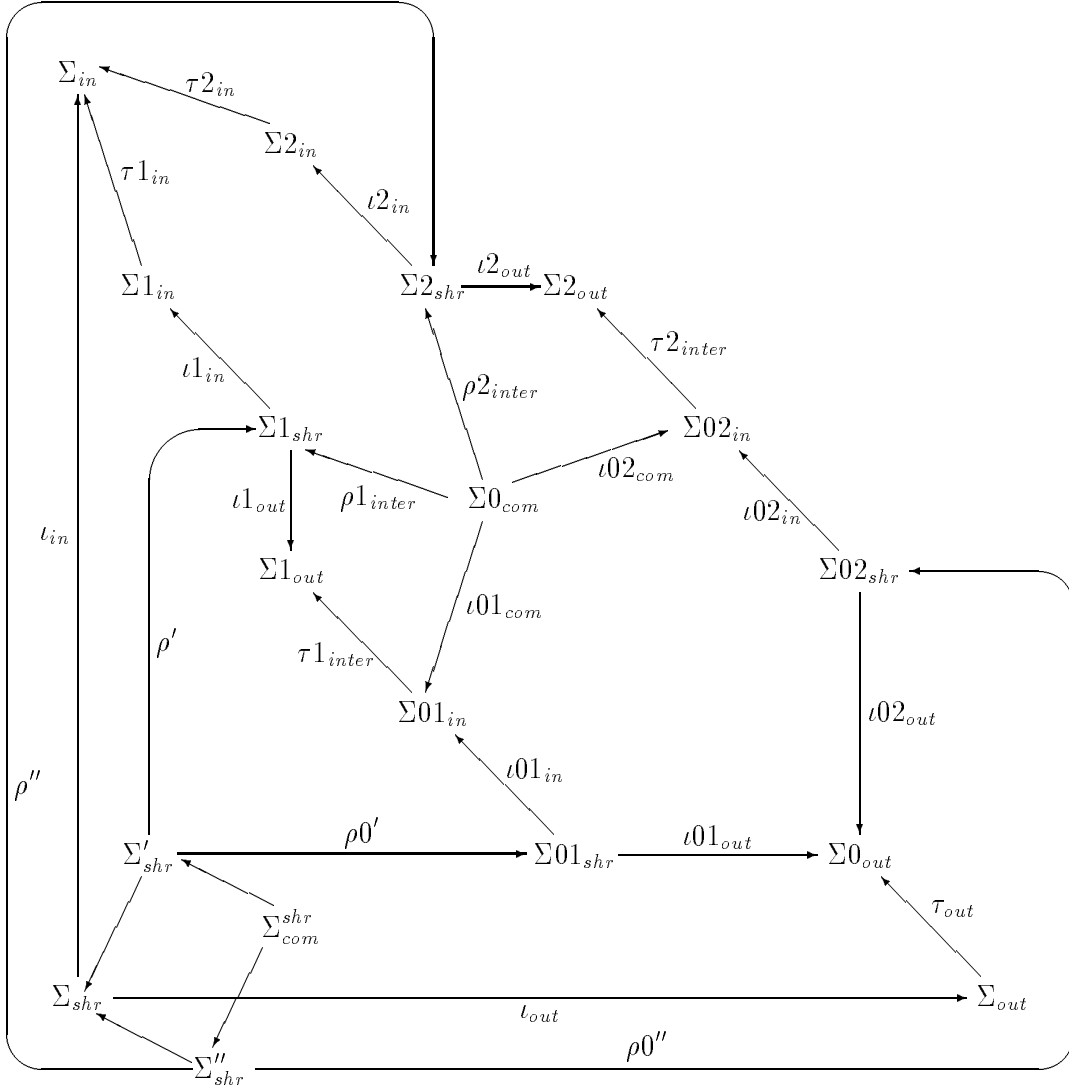 Σ_{in}
τ2_{in}
Σ2_{in}
τ1_{in}
ι2_{in}
Σ1_{in}
Σ2_{shr}
ι2_{out}
Σ2_{out}
τ2_{inter}
ι1_{in}
ρ2_{inter}
Σ1_{shr}
Σ02_{in}
ι02_{com}
ι1_{out}
ρ1_{inter}
Σ0_{com}
ι02_{in}
ι_{in}
Σ1_{out}
Σ02_{shr}
ι01_{com}
ρ′
τ1_{inter}
Σ01_{in}
ι02_{out}
ι01_{in}
ρ″
ρ0′
ι01_{out}
Σ′_{shr}
Σ01_{shr}
Σ0_{out}
τ_{out}
Σ^{shr}_{com}
Σ_{shr}
Σ_{out}
ι_{out}
ρ0″
Σ″_{shr}